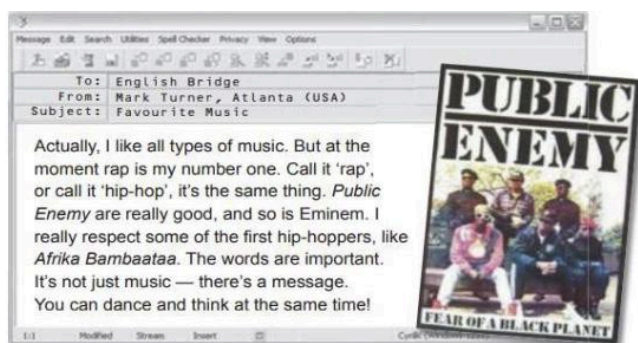 Message Edit Search Utilities Spell Checker Privacy View Options
To: English Bridge
From: Mark Turner, Atlanta (USA)
Subject: Favourite Music
Actually, I like all types of music. But at the
moment rap is my number one. Call it ‘rap’,
or call it ‘hip-hop’, it’s the same thing. Public
Enemy are really good, and so is Eminem. I
really respect some of the first hip-hoppers, like
Afrika Bambaataa. The words are important.
It’s not just music — there’s a message.
You can dance and think at the same time!
PUBLIC
ENEMY
FEAR OF A BLACK PLANET
1:1 Modified Stream Insert